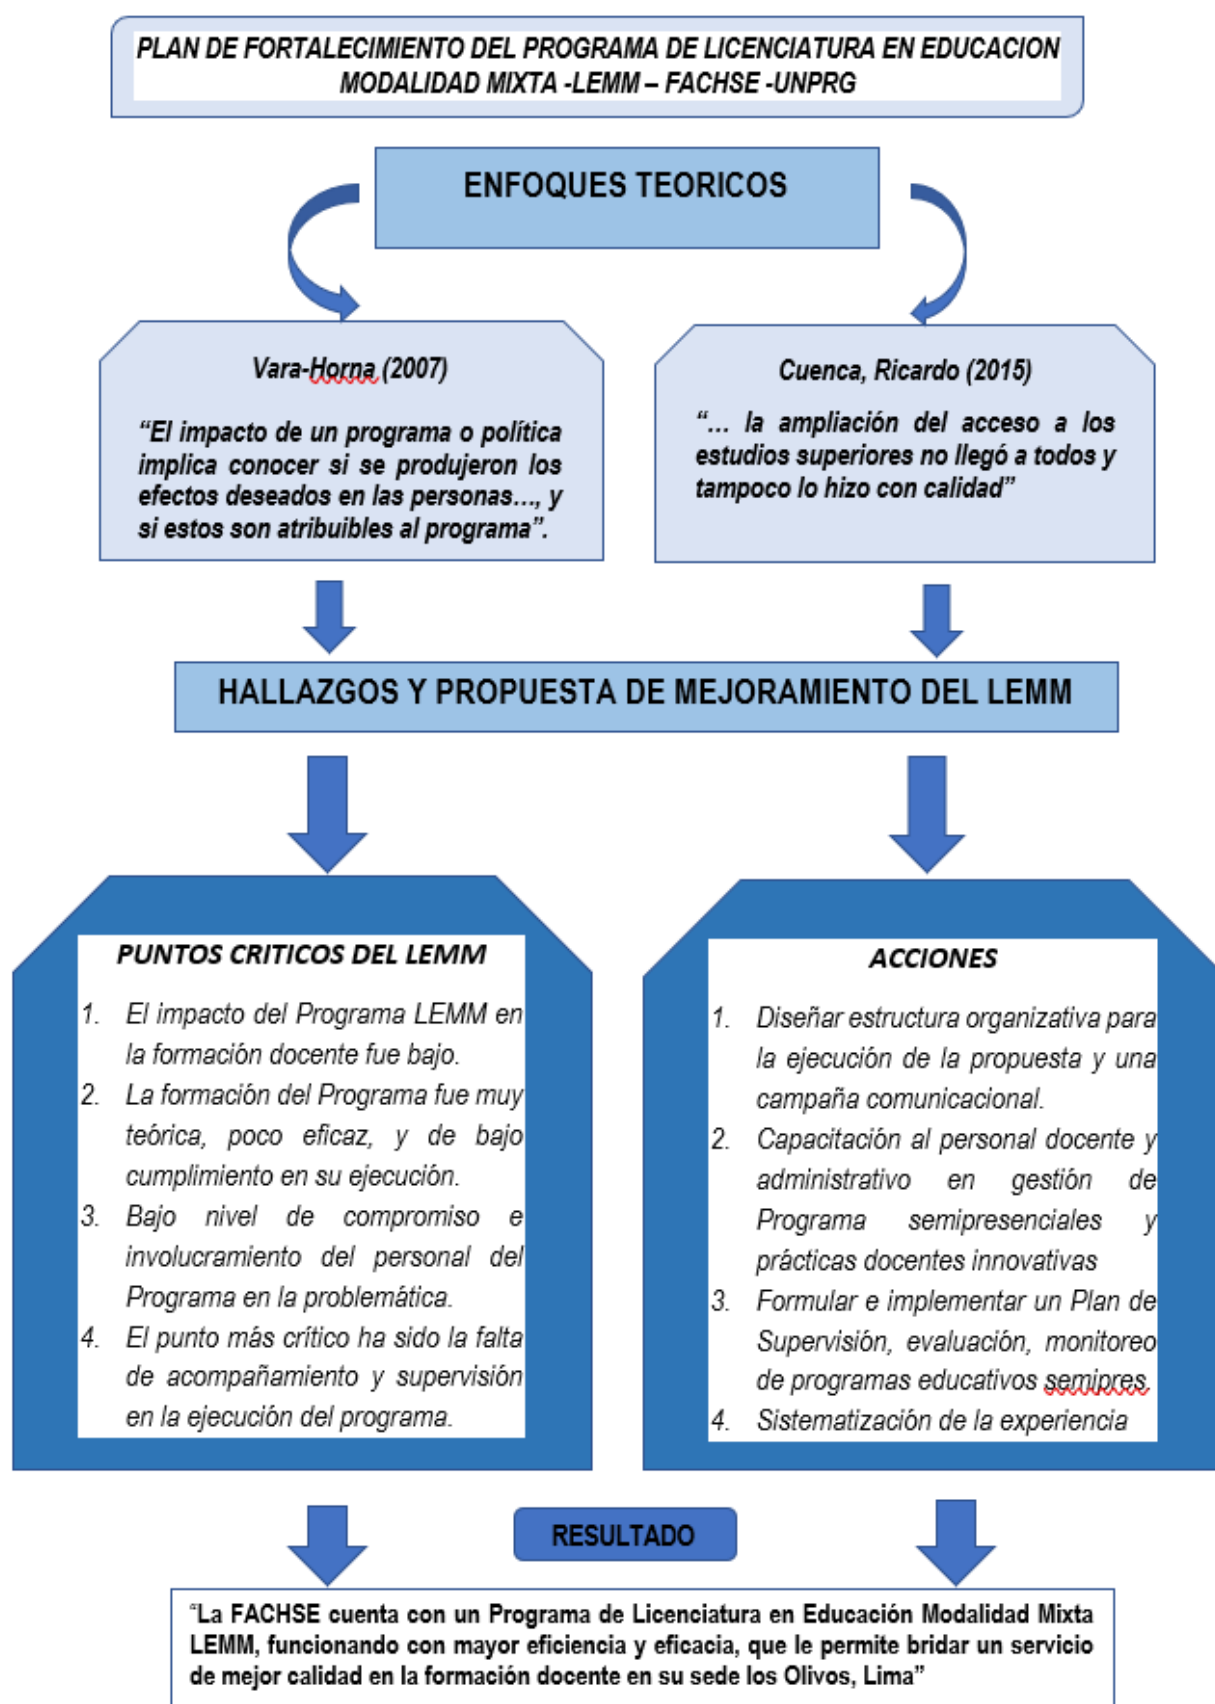 PLAN DE FORTALECIMIENTO DEL PROGRAMA DE LICENCIATURA EN EDUCACION
MODALIDAD MIXTA -LEMM – FACHSE -UNPRG
ENFOQUES TEORICOS
Vara-Horna (2007)
“El impacto de un programa o política
implica conocer si se produjeron los
efectos deseados en las personas…, y
si estos son atribuibles al programa”.
Cuenca, Ricardo (2015)
“… la ampliación del acceso a los
estudios superiores no llegó a todos y
tampoco lo hizo con calidad”
HALLAZGOS Y PROPUESTA DE MEJORAMIENTO DEL LEMM
PUNTOS CRITICOS DEL LEMM
1. El impacto del Programa LEMM en
la formación docente fue bajo.
2. La formación del Programa fue muy
teórica, poco eficaz, y de bajo
cumplimiento en su ejecución.
3. Bajo nivel de compromiso e
involucramiento del personal del
Programa en la problemática.
4. El punto más crítico ha sido la falta
de acompañamiento y supervisión
en la ejecución del programa.
ACCIONES
1. Diseñar estructura organizativa para
la ejecución de la propuesta y una
campaña comunicacional.
2. Capacitación al personal docente y
administrativo en gestión de
Programa semipresenciales y
prácticas docentes innovativas
3. Formular e implementar un Plan de
Supervisión, evaluación, monitoreo
de programas educativos semipres.
4. Sistematización de la experiencia
RESULTADO
“La FACHSE cuenta con un Programa de Licenciatura en Educación Modalidad Mixta
LEMM, funcionando con mayor eficiencia y eficacia, que le permite bridar un servicio
de mejor calidad en la formación docente en su sede los Olivos, Lima”